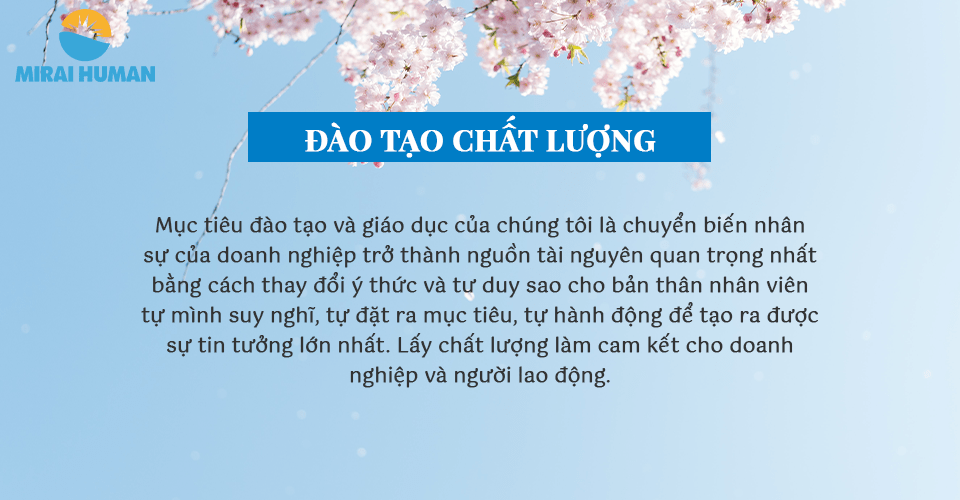 MIRAI HUMAN
ĐÀO TẠO CHẤT LƯỢNG
Mục tiêu đào tạo và giáo dục của chúng tôi là chuyển biến nhân
sự của doanh nghiệp trở thành nguồn tài nguyên quan trọng nhất
bằng cách thay đổi ý thức và tư duy sao cho bản thân nhân viên
tự mình suy nghĩ, tự đặt ra mục tiêu, tự hành động để tạo ra được
sự tin tưởng lớn nhất. Lấy chất lượng làm cam kết cho doanh
nghiệp và người lao động.